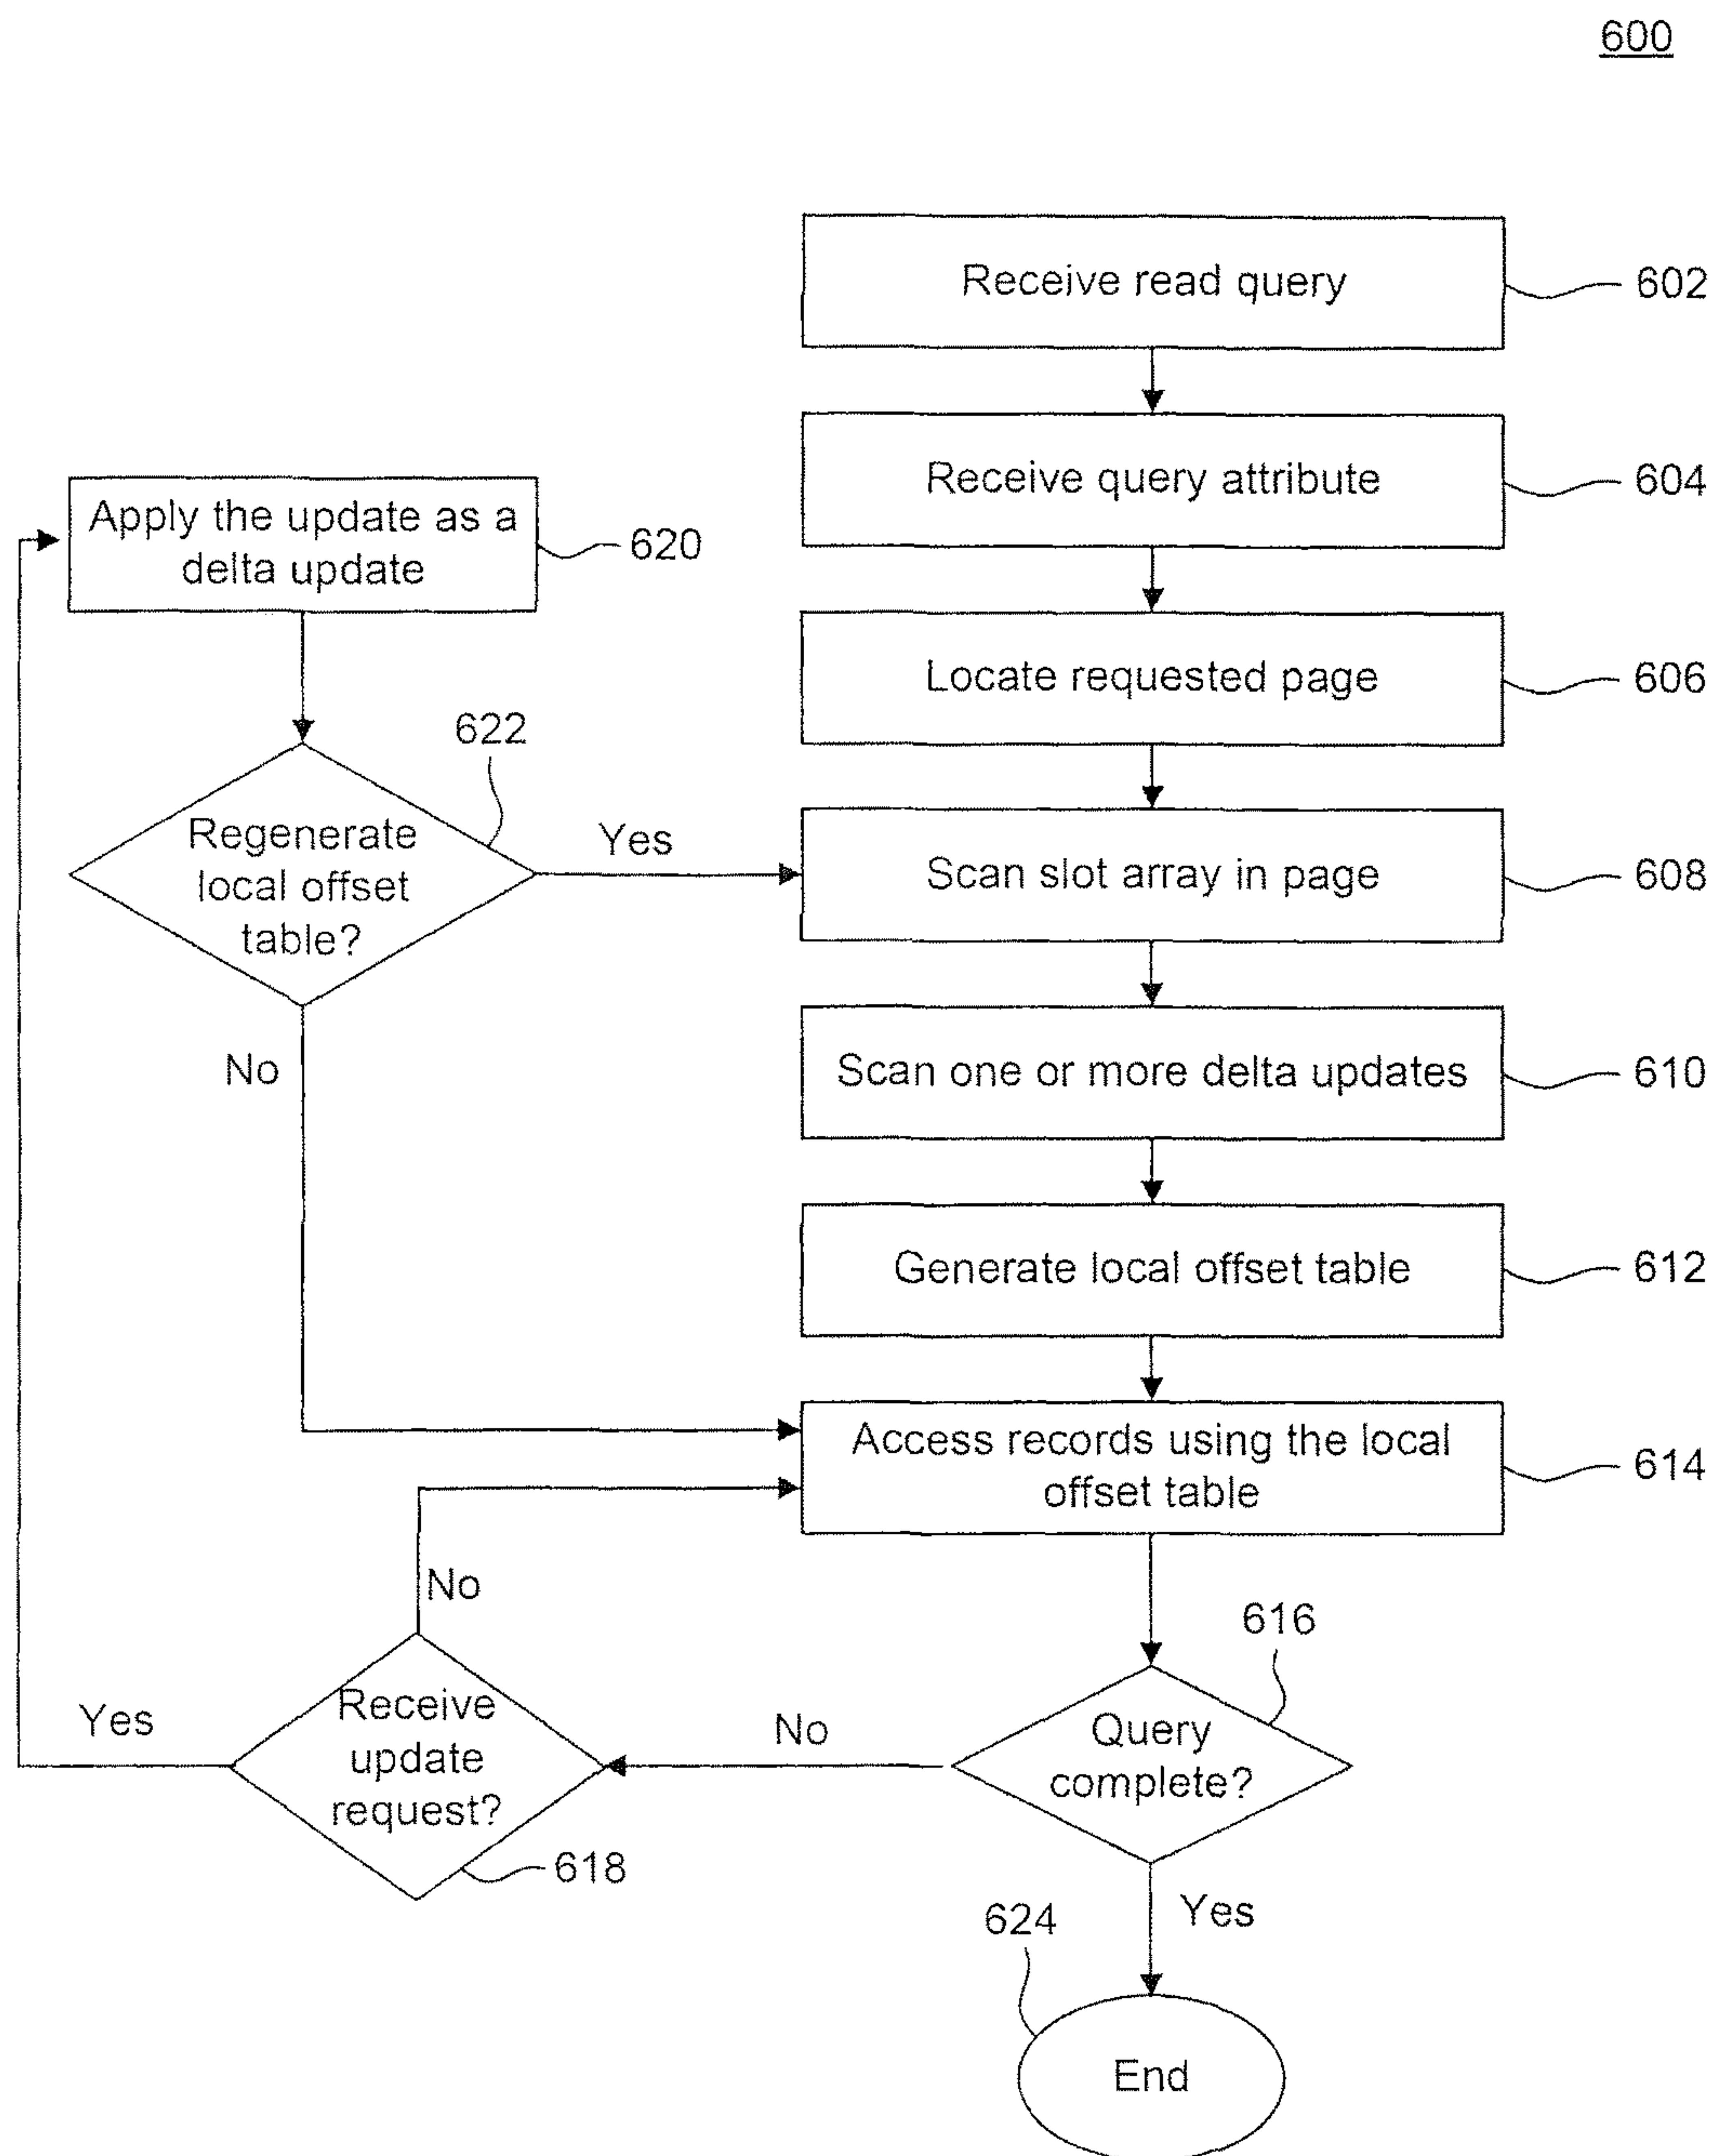 600
Receive read query
602
Receive query attribute
604
Apply the update as a
delta update
620
Locate requested page
606
622
Regenerate
local offset
table?
Yes
Scan slot array in page
608
No
Scan one or more delta updates
610
Generate local offset table
612
Access records using the local
offset table
614
No
616
Receive
update
request?
Yes
No
Query
complete?
618
Yes
624
End